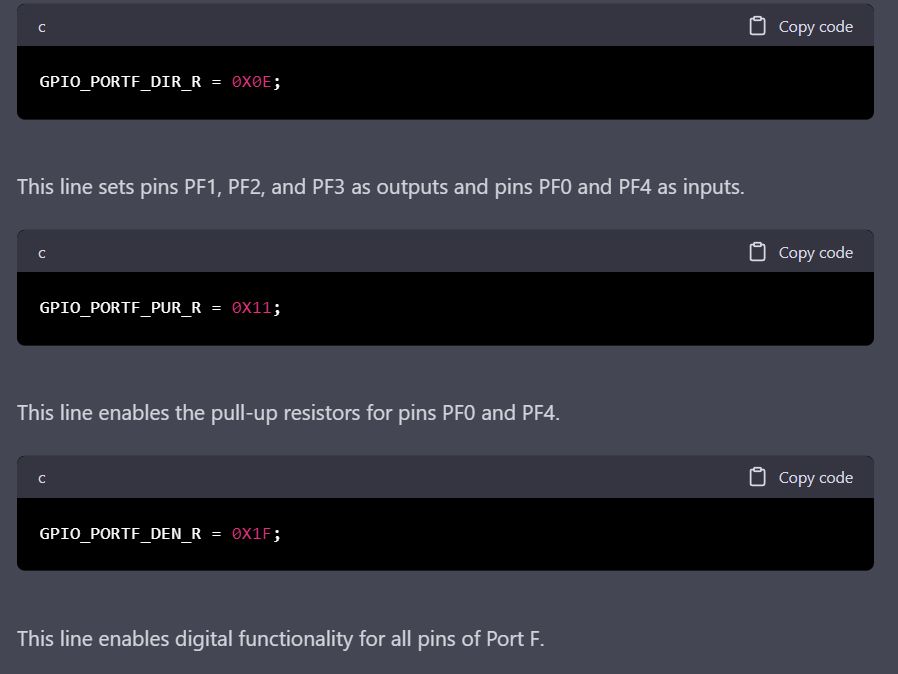 c Copy code
GPIO_PORTF_DIR_R = 0X0E;
This line sets pins PF1, PF2, and PF3 as outputs and pins PF0 and PF4 as inputs.
c Copy code
GPIO_PORTF_PUR_R = 0X11;
This line enables the pull-up resistors for pins PF0 and PF4.
c Copy code
GPIO_PORTF_DEN_R = 0X1F;
This line enables digital functionality for all pins of Port F.